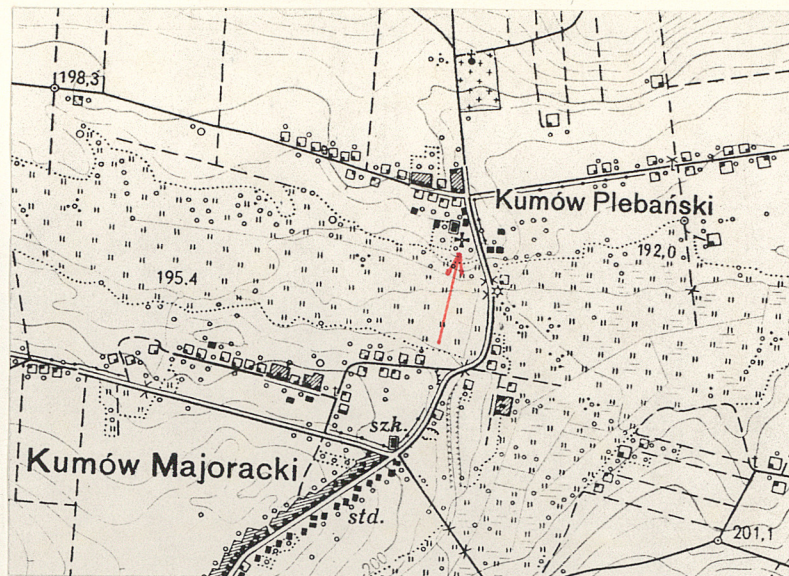 198,3
Kumów Plebański
192,0
195.4
szk.
Kumów Majoracki
std.
201,1
200